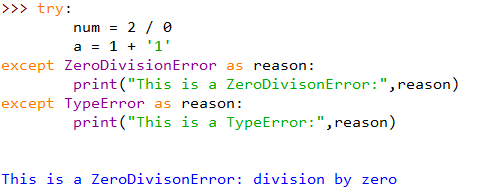 >>> try:
        num = 2 / 0
        a = 1 + '1'
except ZeroDivisionError as reason:
        print("This is a ZeroDivisonError:",reason)
except TypeError as reason:
        print("This is a TypeError:",reason)
This is a ZeroDivisonError: division by zero